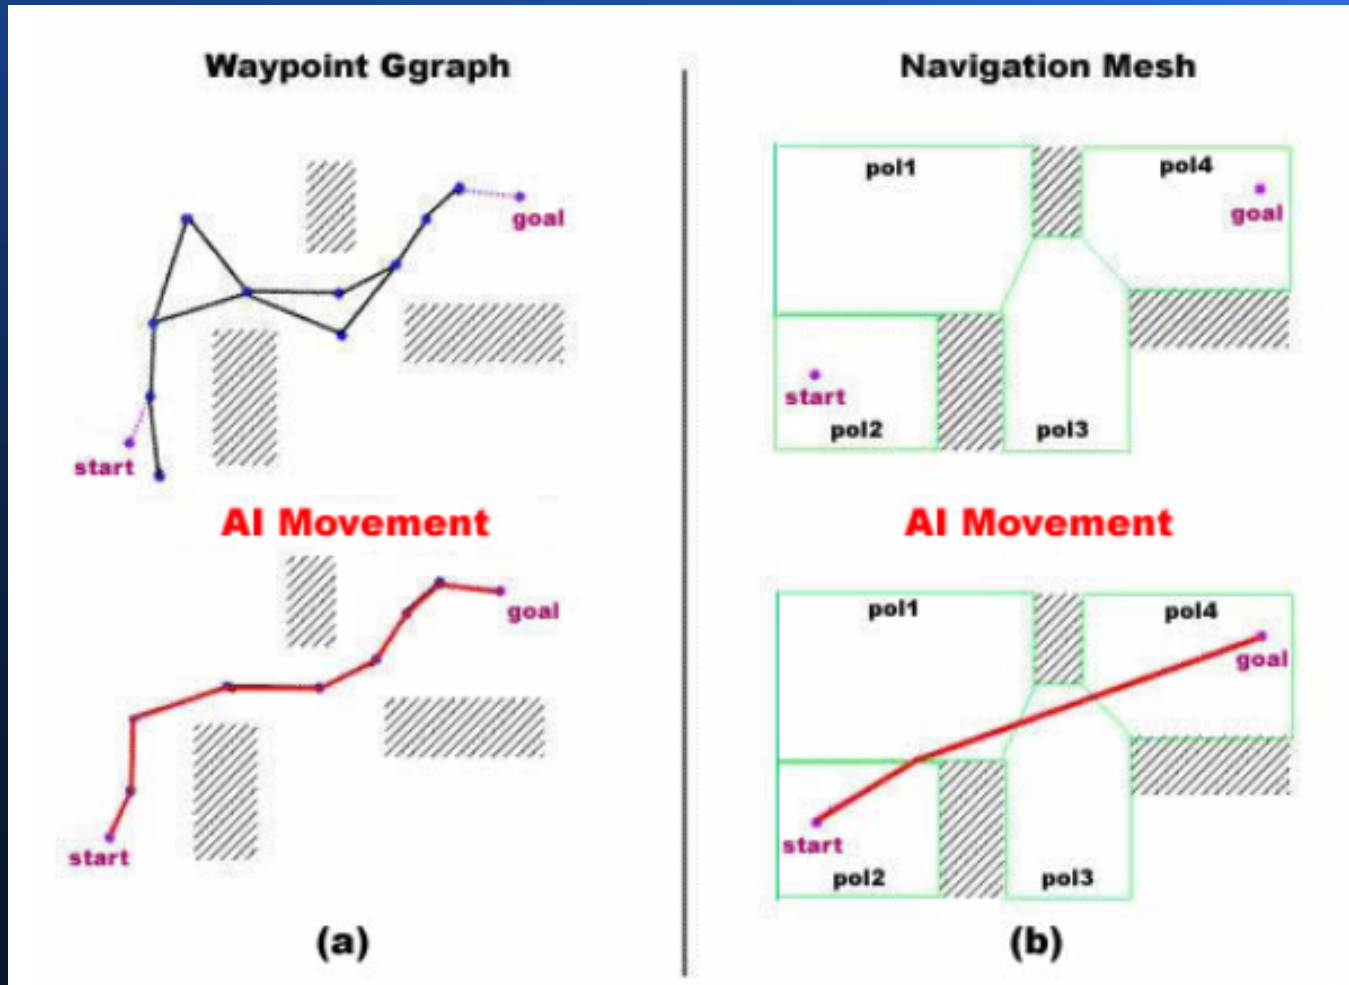 Waypoint Ggraph
goal
start
AI Movement
goal
start
(a)
Navigation Mesh
pol1
pol4
goal
start
pol2
pol3
AI Movement
pol1
pol4
goal
start
pol2
pol3
(b)